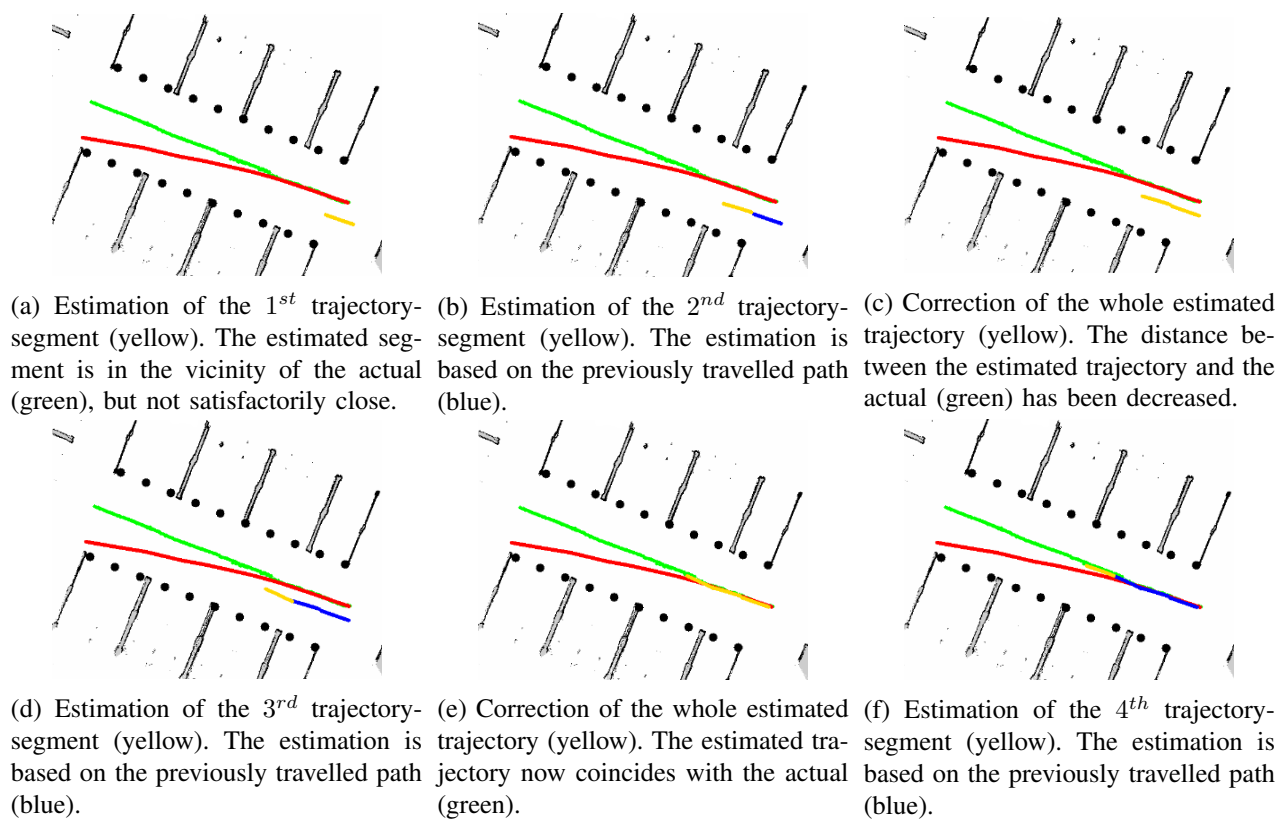 (a) Estimation of the 1st trajectory-
segment (yellow). The estimated seg-
ment is in the vicinity of the actual
(green), but not satisfactorily close.
(b) Estimation of the 2nd trajectory-
segment (yellow). The estimation is
based on the previously travelled path
(blue).
(c) Correction of the whole estimated
trajectory (yellow). The distance be-
tween the estimated trajectory and the
actual (green) has been decreased.
(d) Estimation of the 3rd trajectory-
segment (yellow). The estimation is
based on the previously travelled path
(blue).
(e) Correction of the whole estimated
trajectory (yellow). The estimated tra-
jectory now coincides with the actual
(green).
(f) Estimation of the 4th trajectory-
segment (yellow). The estimation is
based on the previously travelled path
(blue).